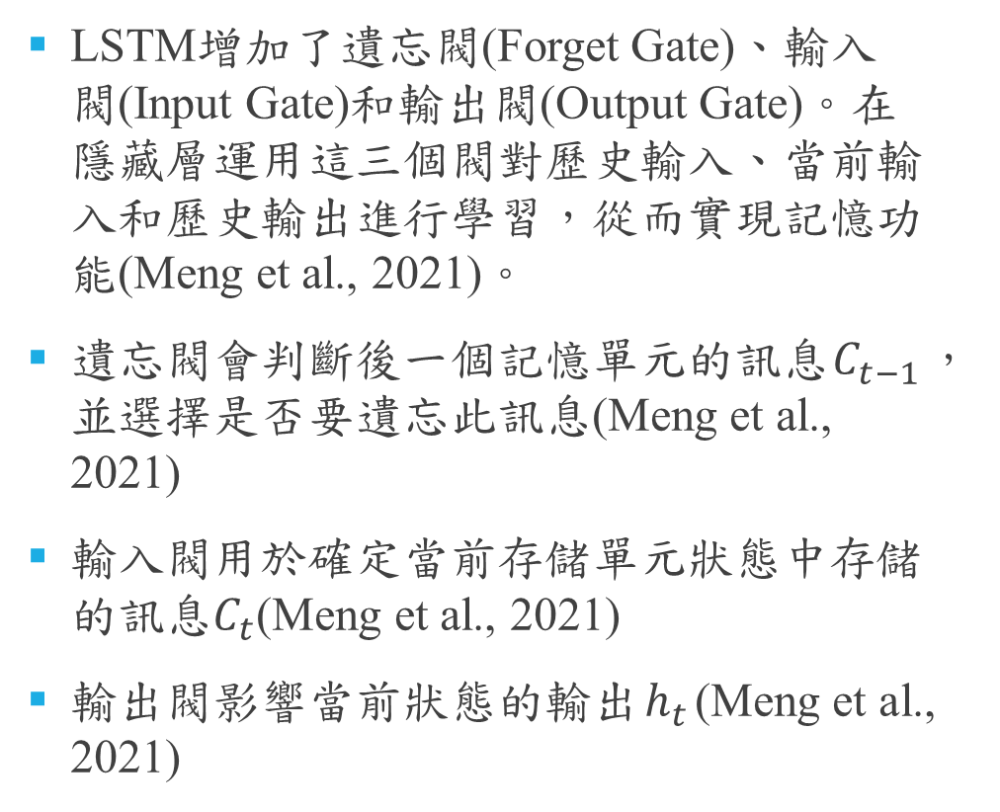 ▪ LSTM增加了遺忘閥(Forget Gate)、輸入
閥(Input Gate)和輸出閥(Output Gate)。在
隱藏層運用這三個閥對歷史輸入、當前輸
入和歷史輸出進行學習，從而實現記憶功
能(Meng et al., 2021)。
▪ 遺忘閥會判斷後一個記憶單元的訊息𝐶ₜ₋₁，
並選擇是否要遺忘此訊息(Meng et al.,
2021)
▪ 輸入閥用於確定當前存儲單元狀態中存儲
的訊息𝐶ₜ(Meng et al., 2021)
▪ 輸出閥影響當前狀態的輸出ℎₜ(Meng et al.,
2021)